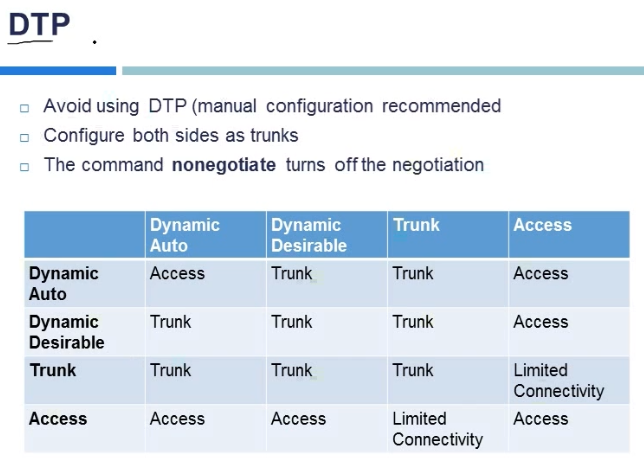 DTP
Avoid using DTP (manual configuration recommended
Configure both sides as trunks
The command nonegotiate turns off the negotiation
Dynamic Auto Dynamic Desirable Trunk Access
Dynamic Auto Access Trunk Trunk Access
Dynamic Desirable Trunk Trunk Trunk Access
Trunk Trunk Trunk Trunk Limited Connectivity
Access Access Access Limited Connectivity Access